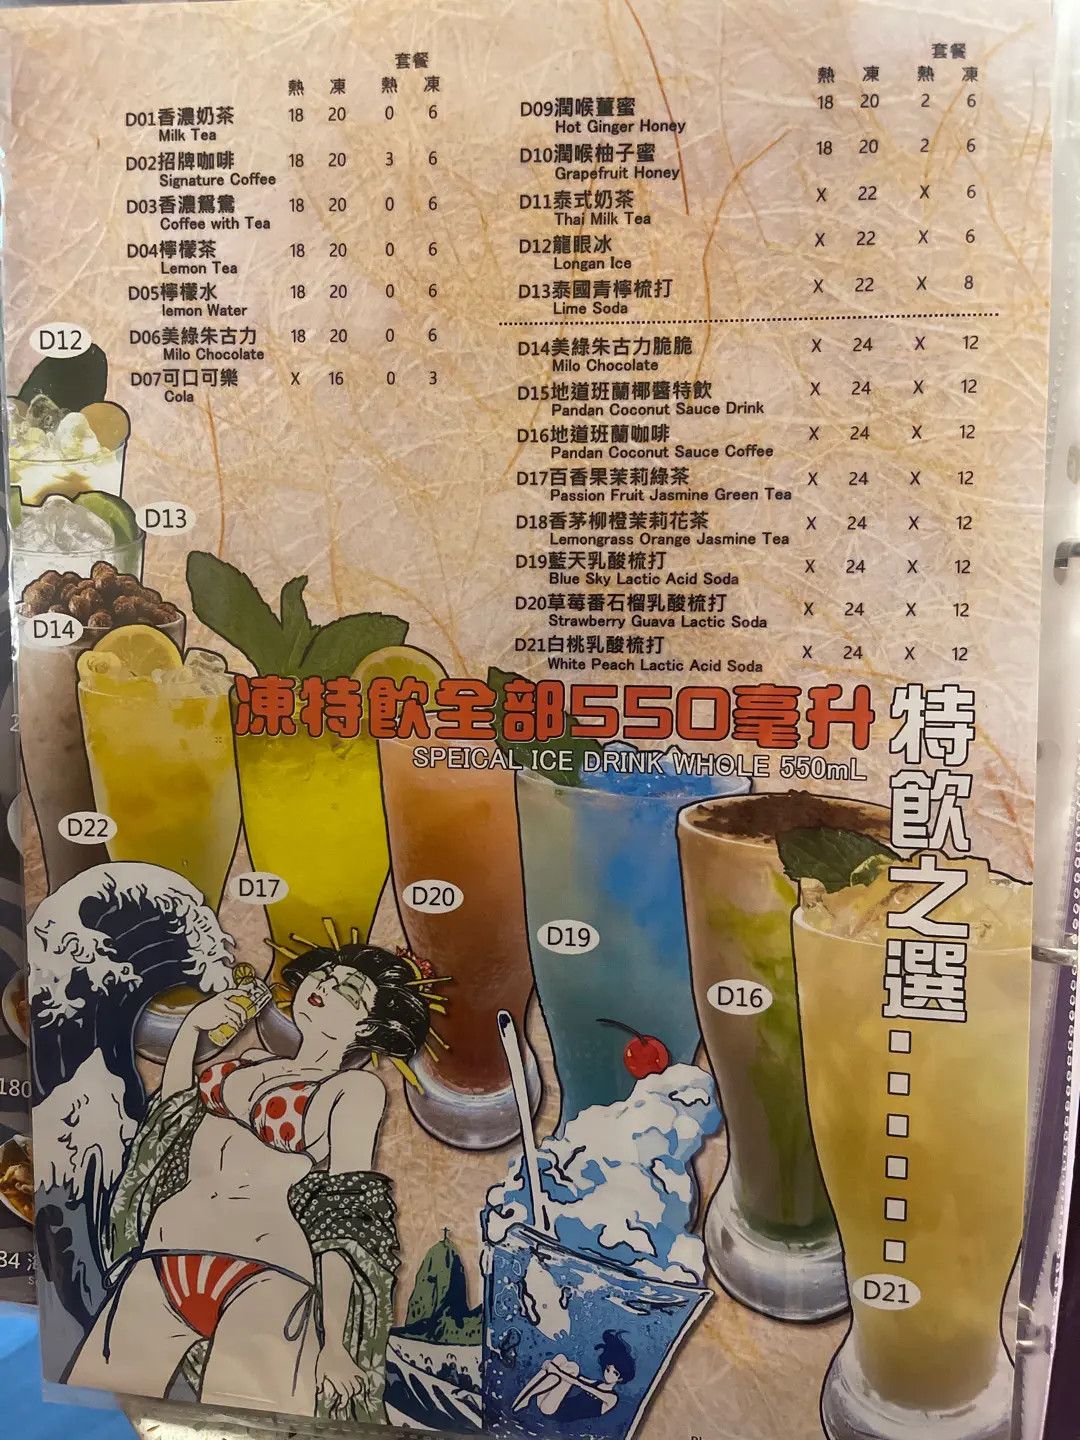 套餐
熱 凍 熱 凍
D01香濃奶茶 18 20 0 6
Milk Tea
D02招牌咖啡 18 20 3 6
Signature Coffee
D03香濃鴛鴦 18 20 0 6
Coffee with Tea
D04檸檬茶 18 20 0 6
Lemon Tea
D05檸檬水 18 20 0 6
lemon Water
D06美綠朱古力 18 20 0 6
Milo Chocolate
D07可口可樂 X 16 0 3
Cola
套餐
熱 凍 熱 凍
D09潤喉薑蜜 18 20 2 6
Hot Ginger Honey
D10潤喉柚子蜜 18 20 2 6
Grapefruit Honey
D11泰式奶茶 X 22 X 6
Thai Milk Tea
D12龍眼冰 X 22 X 6
Longan Ice
D13泰國青檸梳打 X 22 X 8
Lime Soda
D14美綠朱古力脆脆 X 24 X 12
Milo Chocolate
D15地道班蘭椰醬特飲 X 24 X 12
Pandan Coconut Sauce Drink
D16地道班蘭咖啡 X 24 X 12
Pandan Coconut Sauce Coffee
D17百香果茉莉綠茶 X 24 X 12
Passion Fruit Jasmine Green Tea
D18香茅柳橙茉莉花茶 X 24 X 12
Lemongrass Orange Jasmine Tea
D19藍天乳酸梳打 X 24 X 12
Blue Sky Lactic Acid Soda
D20草莓番石榴乳酸梳打 X 24 X 12
Strawberry Guava Lactic Soda
D21白桃乳酸梳打 X 24 X 12
White Peach Lactic Acid Soda
凍特飲全部550毫升
SPEICAL ICE DRINK WHOLE 550mL
特飲之選
D12
D13
D14
D22
D17
D20
D19
D16
D21
180
84